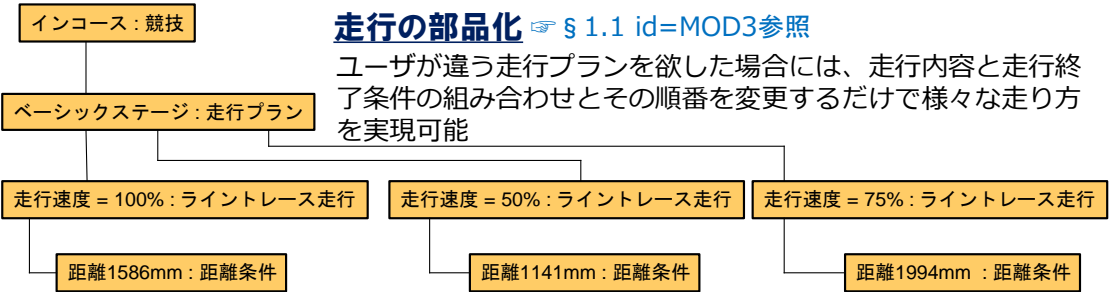 インコース : 競技
走行の部品化 ☞ § 1.1 id=MOD3参照
ユーザが違う走行プランを欲した場合には、走行内容と走行終
了条件の組み合わせとその順番を変更するだけで様々な走り方
を実現可能
ベーシックステージ : 走行プラン
走行速度 = 100% : ライントレース走行
走行速度 = 50% : ライントレース走行
走行速度 = 75% : ライントレース走行
距離1586mm : 距離条件
距離1141mm : 距離条件
距離1994mm : 距離条件